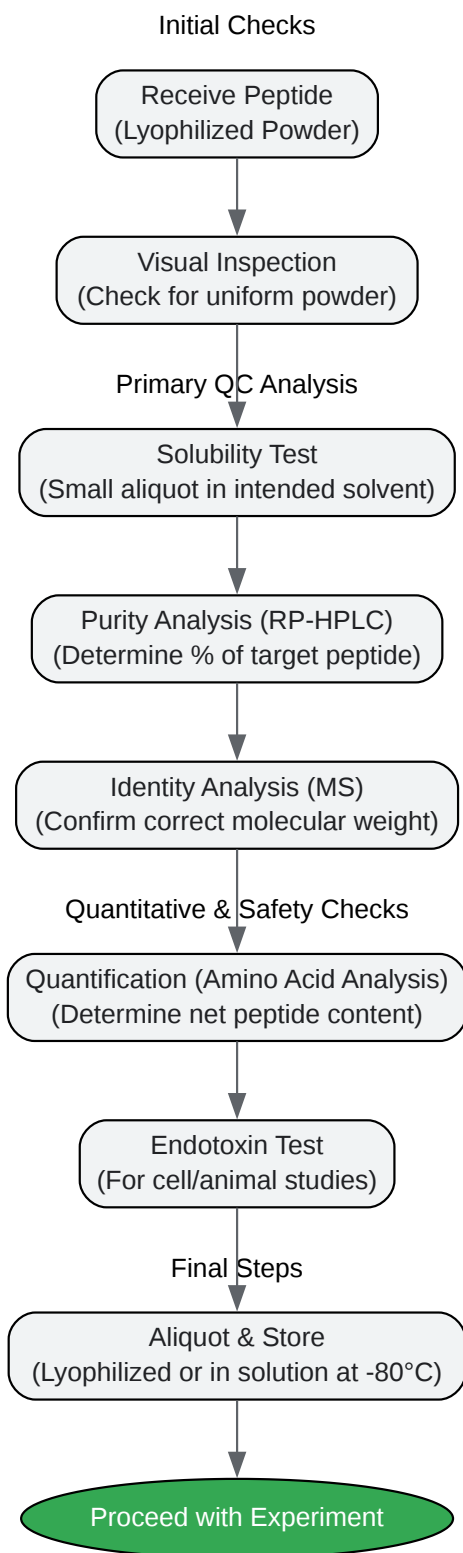 Initial Checks
Receive Peptide
(Lyophilized Powder)
Visual Inspection
(Check for uniform powder)
Primary QC Analysis
Solubility Test
(Small aliquot in intended solvent)
Purity Analysis (RP-HPLC)
(Determine % of target peptide)
Identity Analysis (MS)
(Confirm correct molecular weight)
Quantitative & Safety Checks
Quantification (Amino Acid Analysis)
(Determine net peptide content)
Endotoxin Test
(For cell/animal studies)
Final Steps
Aliquot & Store
(Lyophilized or in solution at -80°C)
Proceed with Experiment